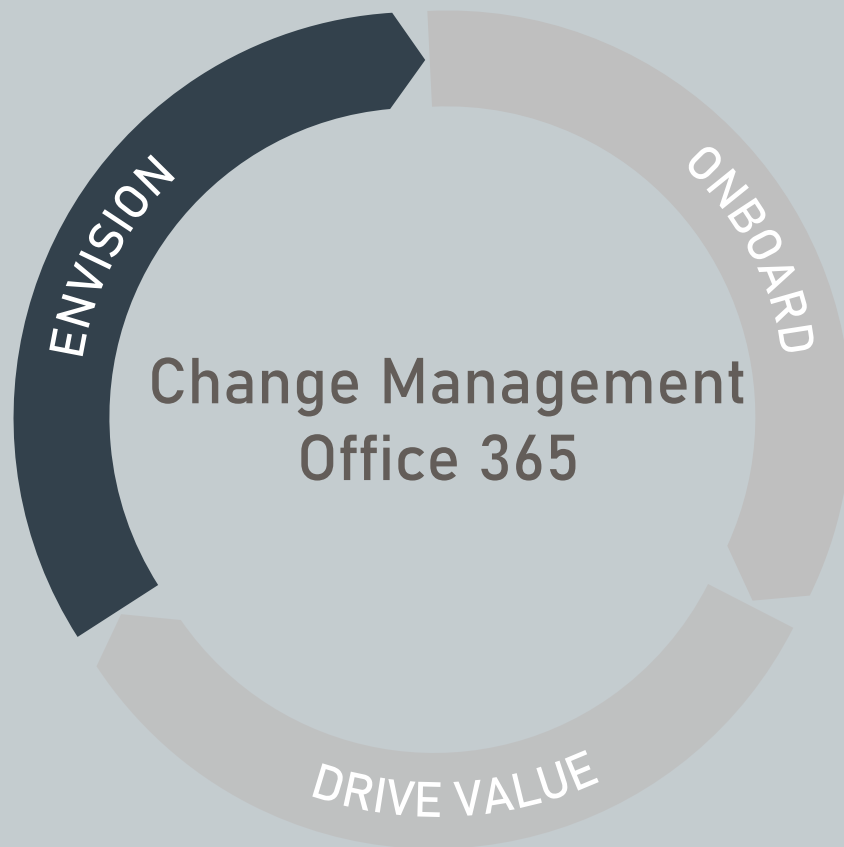 ENVISION
ONBOARD
Change Management
Office 365
DRIVE VALUE